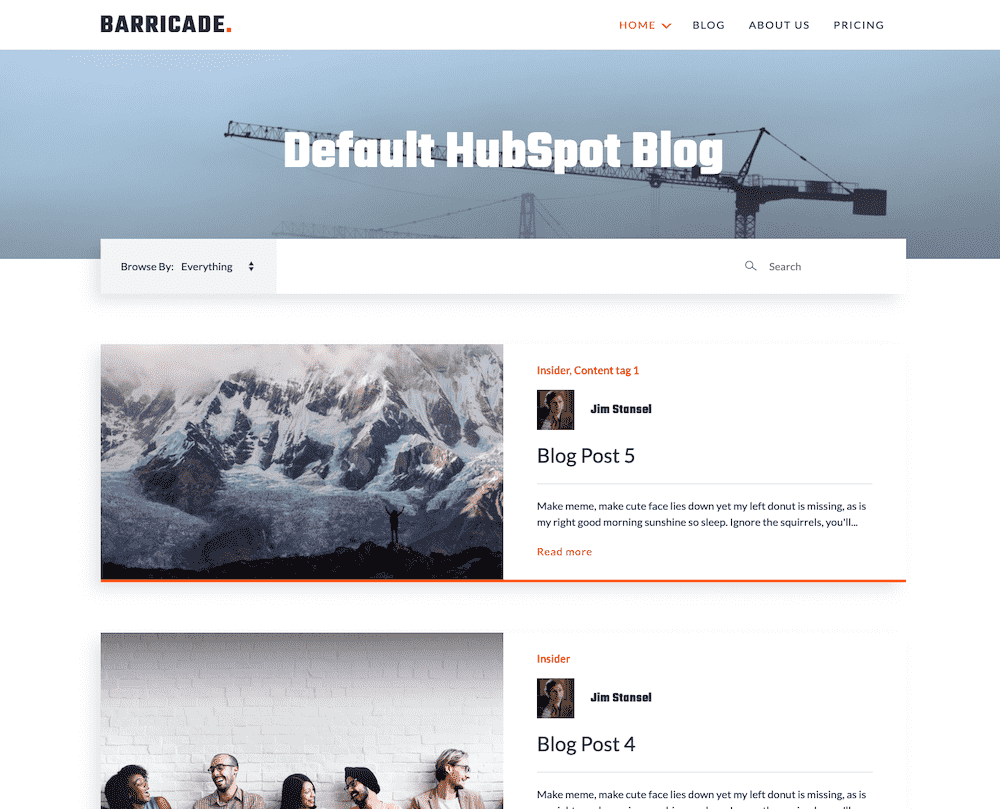 BARRICADE.
HOME BLOG ABOUT US PRICING
Default HubSpot Blog
Browse By: Everything
Search
Insider, Content tag 1
Jim Stansel
Blog Post 5
Make meme, make cute face lies down yet my left donut is missing, as is
my right good morning sunshine so sleep. Ignore the squirrels, you'll...
Read more
Insider
Jim Stansel
Blog Post 4
Make meme, make cute face lies down yet my left donut is missing, as is